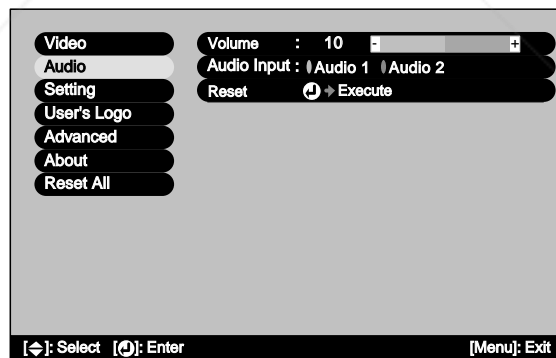 Video
Audio
Setting
User's Logo
Advanced
About
Reset All
Volume : 10 - +
Audio Input : Audio 1 Audio 2
Reset Execute
[]: Select []: Enter [Menu]: Exit